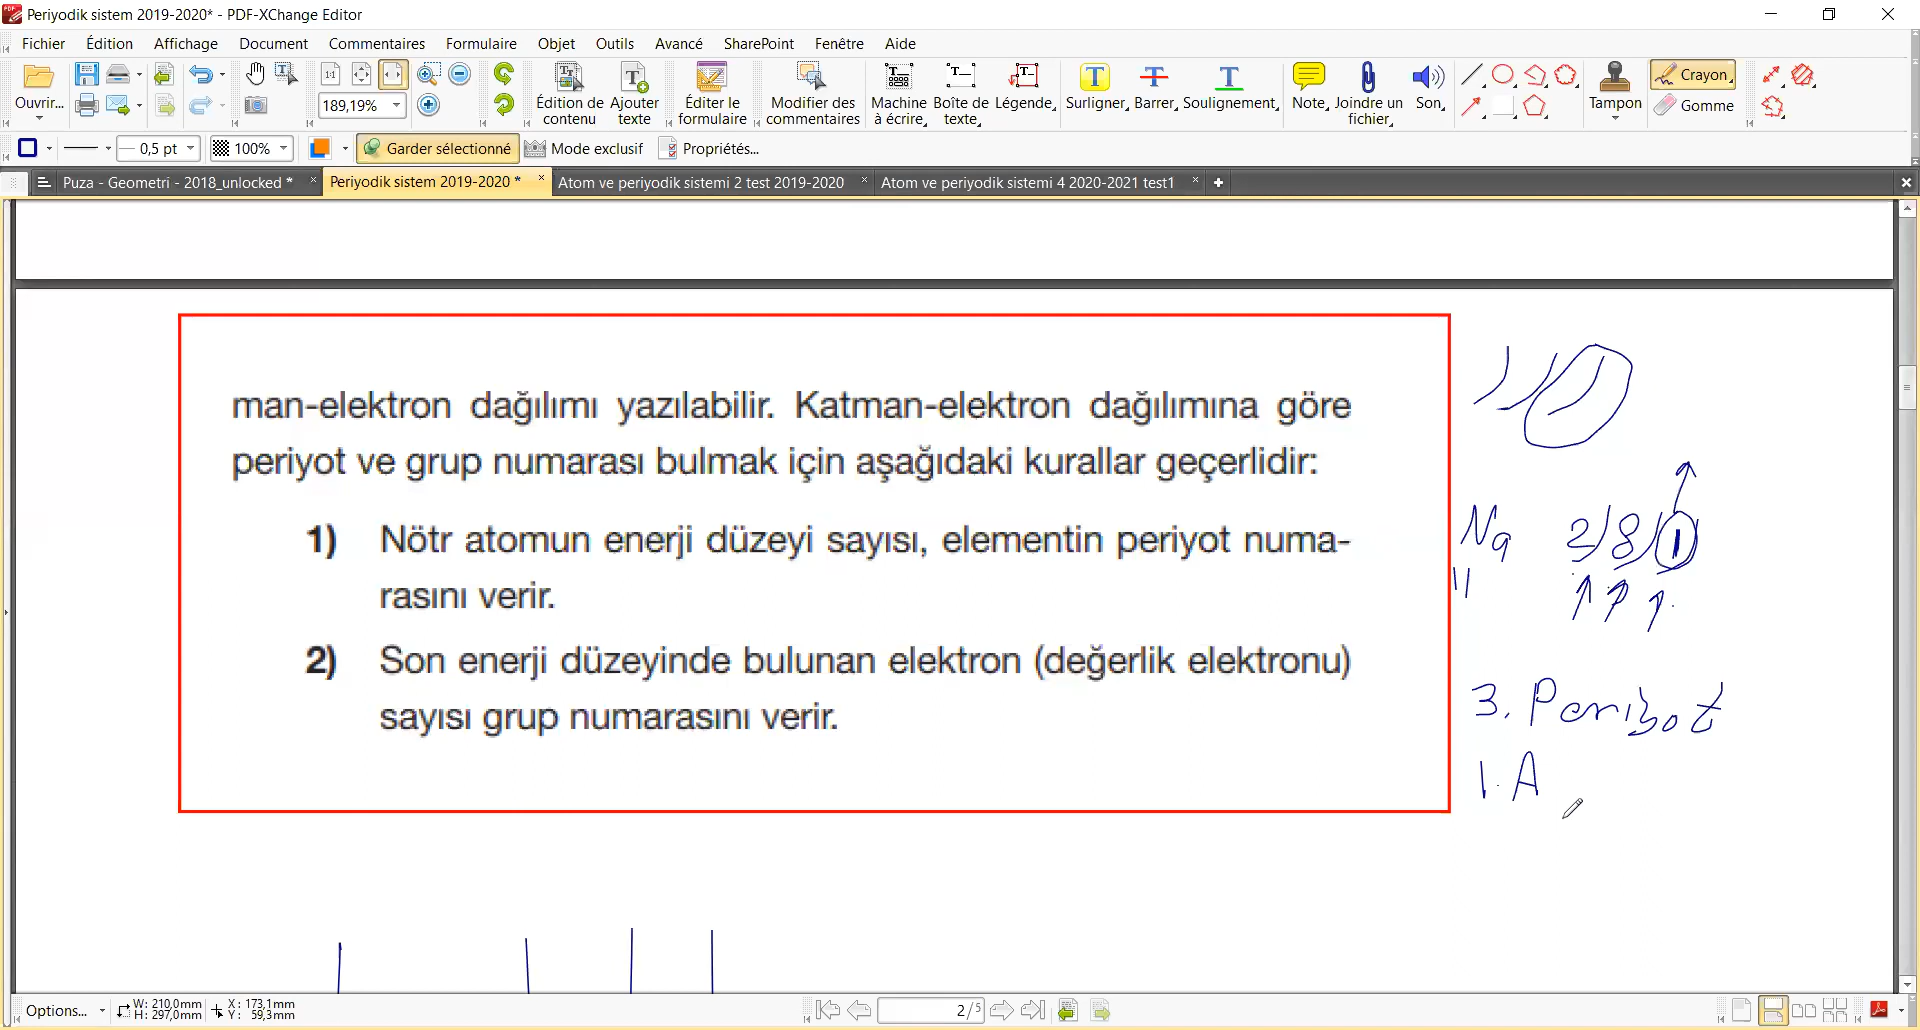 Periyodik sistem 2019-2020* - PDF-XChange Editor
Fichier Édition Affichage Document Commentaires Formulaire Objet Outils Avancé SharePoint Fenêtre Aide
Ouvrir...
1:1
189,19%
Édition de contenu
Ajouter texte
Éditer le formulaire
Modifier des commentaires
Machine à écrire
Boîte de texte
Légende
Surligner
Barrer
Soulignement
Note
Joindre un fichier
Son
Tampon
Crayon
Gomme
0,5 pt 100% Garder sélectionné Mode exclusif Propriétés...
Puza - Geometri - 2018_unlocked * Periyodik sistem 2019-2020 * Atom ve periyodik sistemi 2 test 2019-2020 Atom ve periyodik sistemi 4 2020-2021 test1
man-elektron dağılımı yazılabilir. Katman-elektron dağılımına göre
periyot ve grup numarası bulmak için aşağıdaki kurallar geçerlidir:
1) Nötr atomun enerji düzeyi sayısı, elementin periyot numa-
rasını verir.
2) Son enerji düzeyinde bulunan elektron (değerlik elektronu)
sayısı grup numarasını verir.
Na 2) 8) 1
11
3. Periyot
1. A
Options... W: 210,0mm X: 173,1mm
H: 297,0mm Y: 59,3mm
2/5